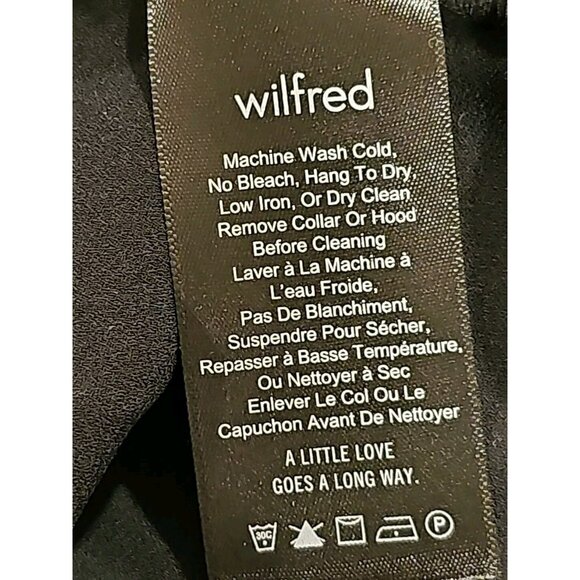 wilfred
Machine Wash Cold,
No Bleach, Hang To Dry,
Low Iron, Or Dry Clean
Remove Collar Or Hood
Before Cleaning
Laver à La Machine à
L'eau Froide,
Pas De Blanchiment,
Suspendre Pour Sécher,
Repasser à Basse Température,
Ou Nettoyer à Sec
Enlever Le Col Ou Le
Capuchon Avant De Nettoyer
A LITTLE LOVE
GOES A LONG WAY.
30C P